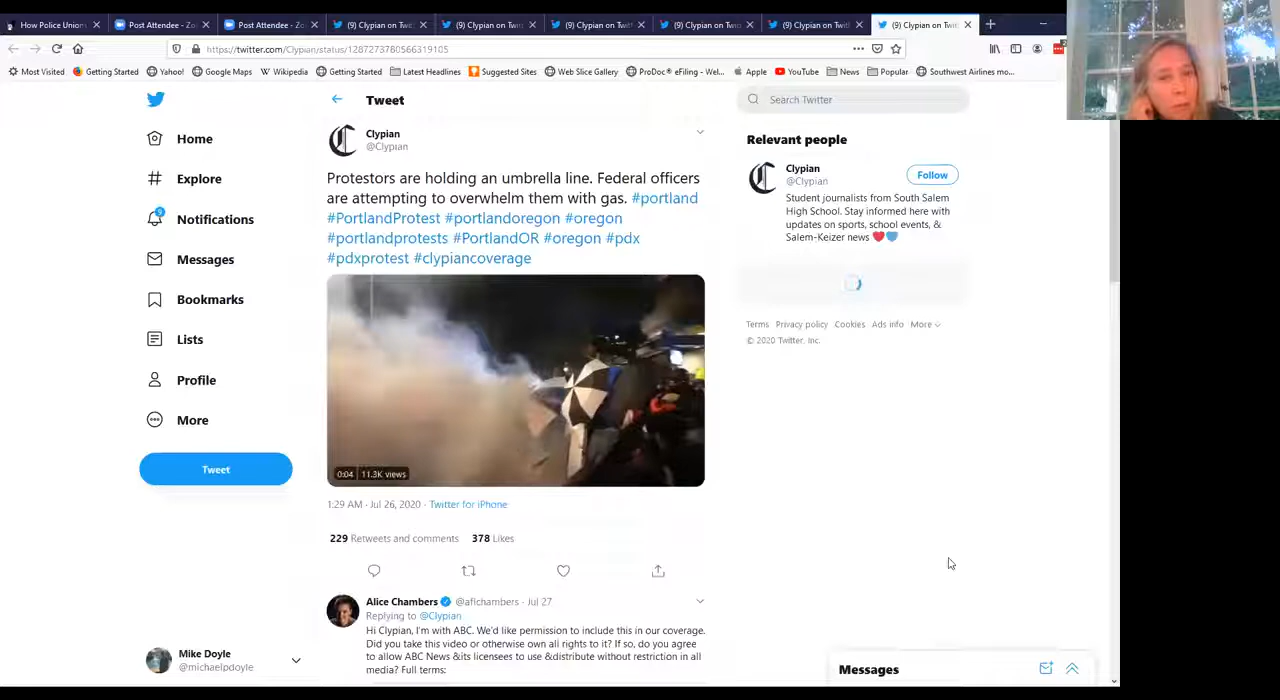 How Police Union
Post Attendee - Zo
Post Attendee - Zo
Clypian on Tw
Clypian on Tw
Clypian on Twit
Clypian on Tw
Clypian on Twitt
(9) Clypian on Twit
https://twitter.com/Clypian/status/1287273780566319105
Most Visited
Getting Started
Yahoo!
Google Maps
Wikipedia
Getting Started
Latest Headlines
Suggested Sites
Web Slice Gallery
ProDoc® eFiling - Wel...
Apple
YouTube
News
Popular
Southwest Airlines mo...
Home
Explore
9
Notifications
Messages
Bookmarks
Lists
Profile
More
Tweet
Mike Doyle
@michaelpdoyle
Tweet
Clypian
@Clypian
Protestors are holding an umbrella line. Federal officers
are attempting to overwhelm them with gas. #portland
#PortlandProtest #portlandoregon #oregon
#portlandprotests #PortlandOR #oregon #pdx
#pdxprotest #clypiancoverage
0:04 11.3K views
1:29 AM · Jul 26, 2020 · Twitter for iPhone
229 Retweets and comments 378 Likes
Alice Chambers @aflchambers · Jul 27
Replying to @Clypian
Hi Clypian, I'm with ABC. We'd like permission to include this in our coverage.
Did you take this video or otherwise own all rights to it? If so, do you agree
to allow ABC News &its licensees to use &distribute without restriction in all
media? Full terms:
Search Twitter
Relevant people
Clypian
@Clypian
Follow
Student journalists from South Salem
High School. Stay informed here with
updates on sports, school events, &
Salem-Keizer news
Terms Privacy policy Cookies Ads info More
© 2020 Twitter, Inc.
Messages